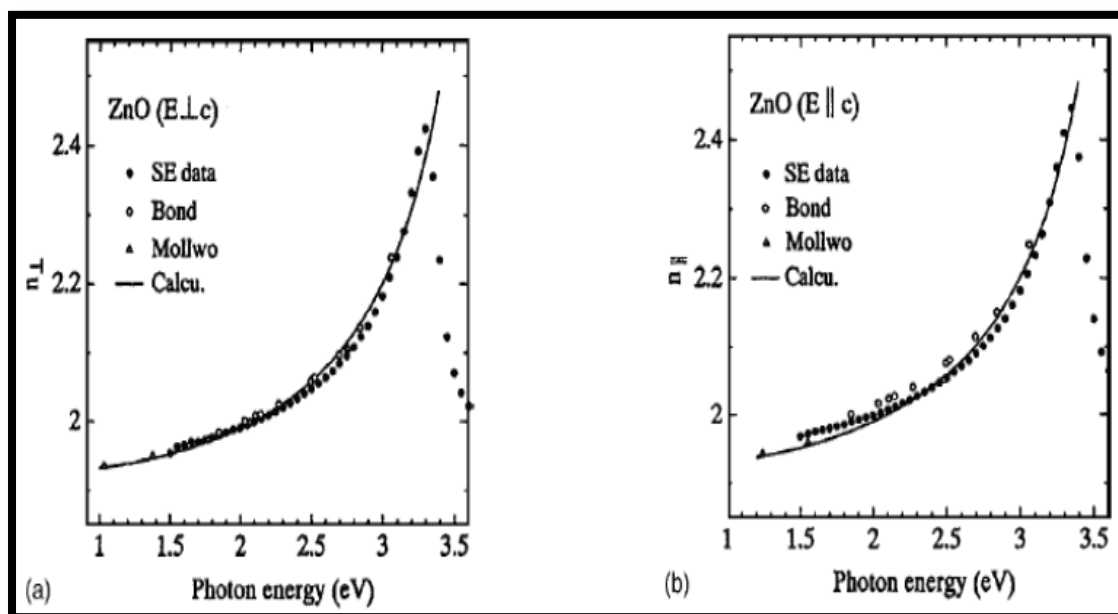 ZnO (E⊥c)
SE data
Bond
Mollwo
Calcu.
n⊥
2.4
2.2
2
1 1.5 2 2.5 3 3.5
Photon energy (eV)
(a)
ZnO (E ∥ c)
SE data
Bond
Mollwo
Calcu.
n∥
2.4
2.2
2
1 1.5 2 2.5 3 3.5
Photon energy (eV)
(b)